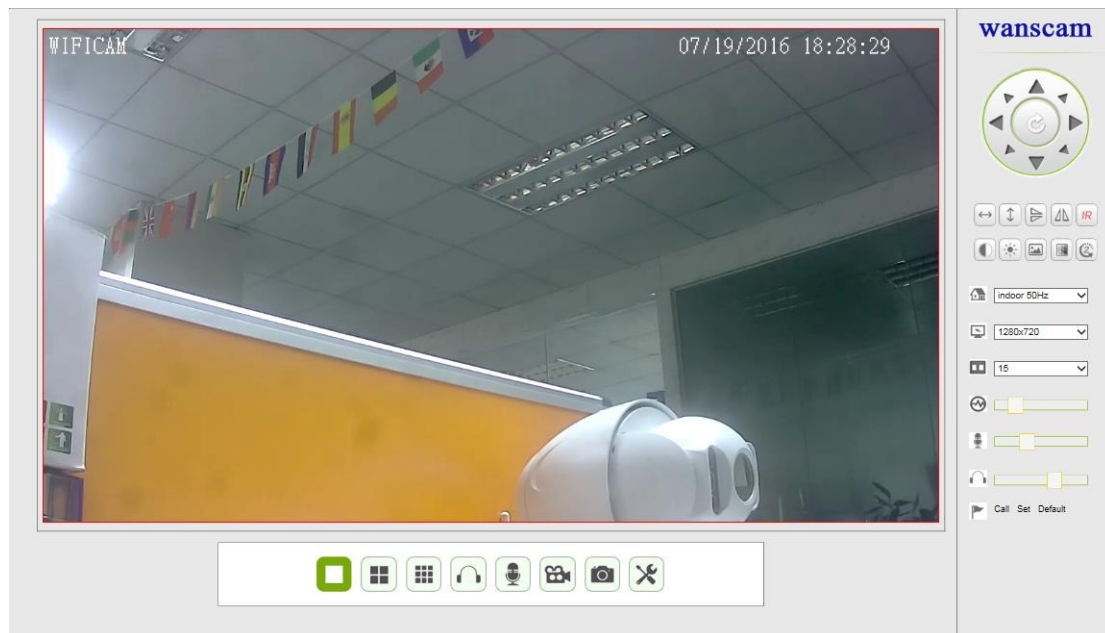 WIFICAM
07/19/2016 18:28:29
wanscam
IR
indoor 50Hz
1280x720
15
Call Set Default